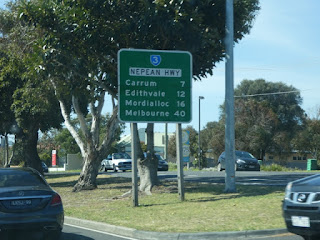 3
NEPEAN HWY
Carrum 7
Edithvale 12
Mordialloc 16
Melbourne 40